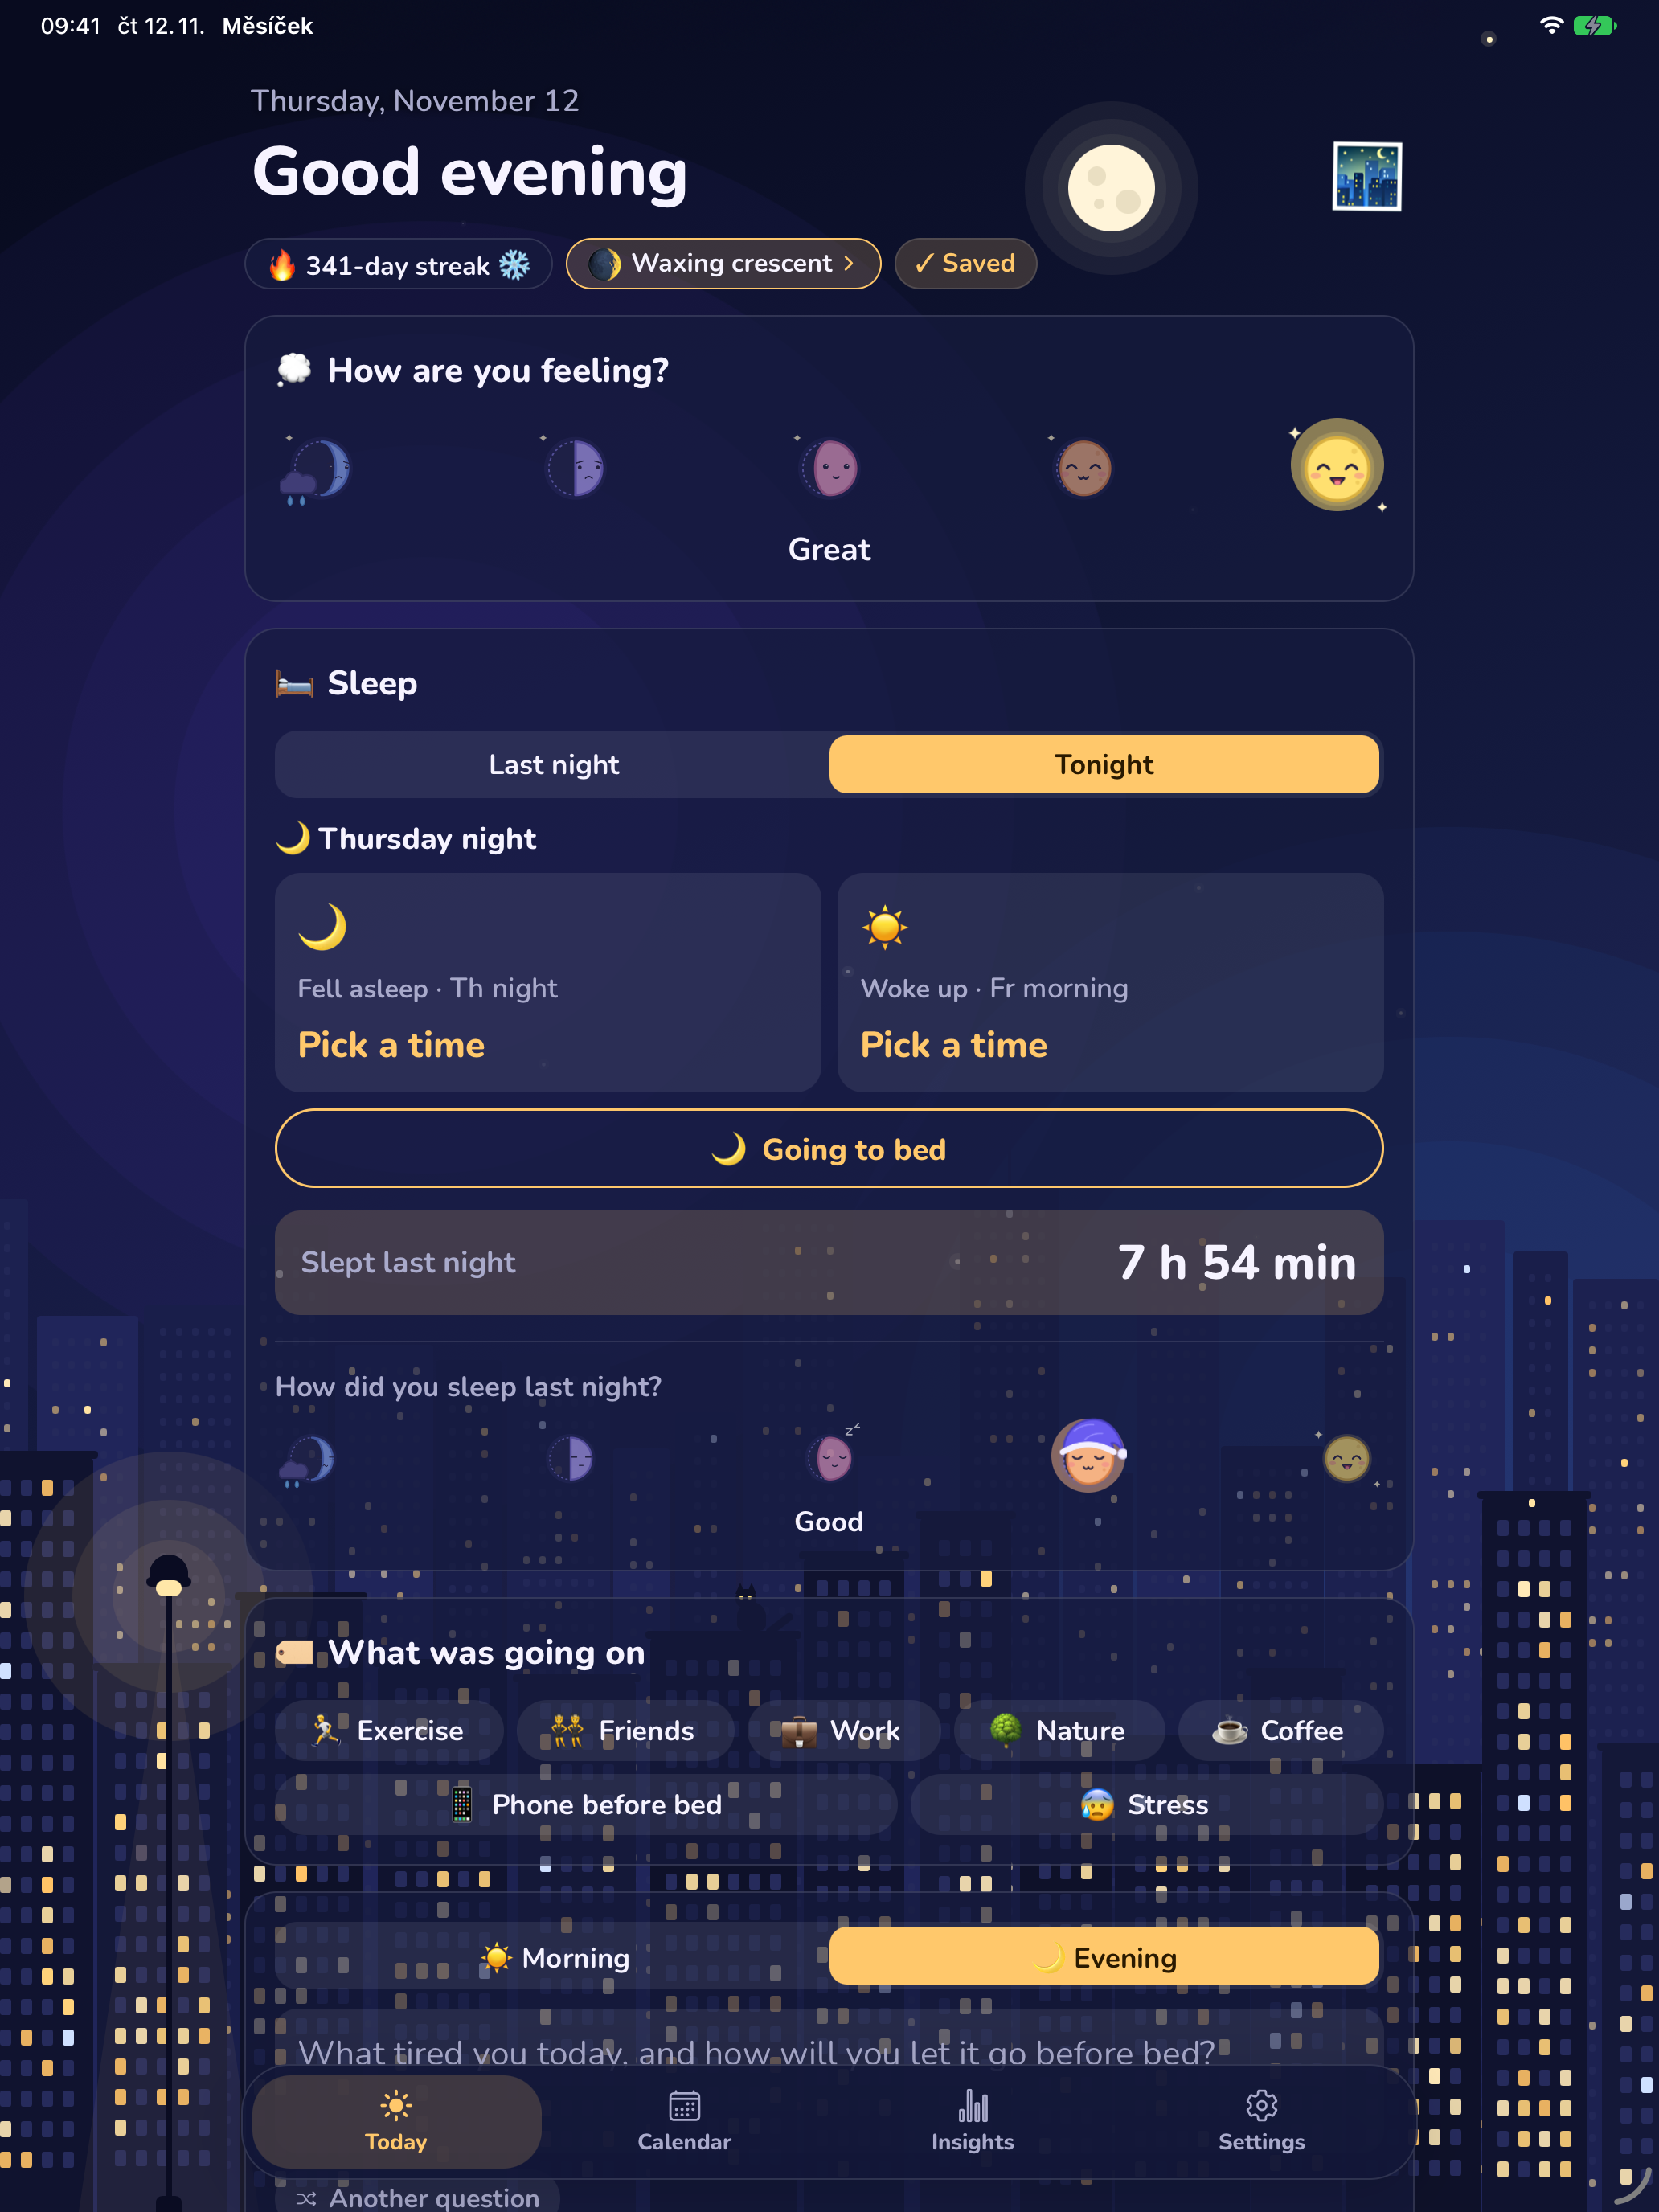 09:41 čt 12. 11. Měsíček
Thursday, November 12
Good evening
🔥 341-day streak ❄️
Waxing crescent >
✓ Saved
How are you feeling?
Great
Sleep
Last night
Tonight
🌙 Thursday night
Fell asleep · Th night
Pick a time
Woke up · Fr morning
Pick a time
🌙 Going to bed
Slept last night
7 h 54 min
How did you sleep last night?
zz
Good
What was going on
Exercise
Friends
Work
Nature
Coffee
Phone before bed
Stress
Morning
Evening
What tired you today, and how will you let it go before bed?
Today
Calendar
Insights
Settings
Another question